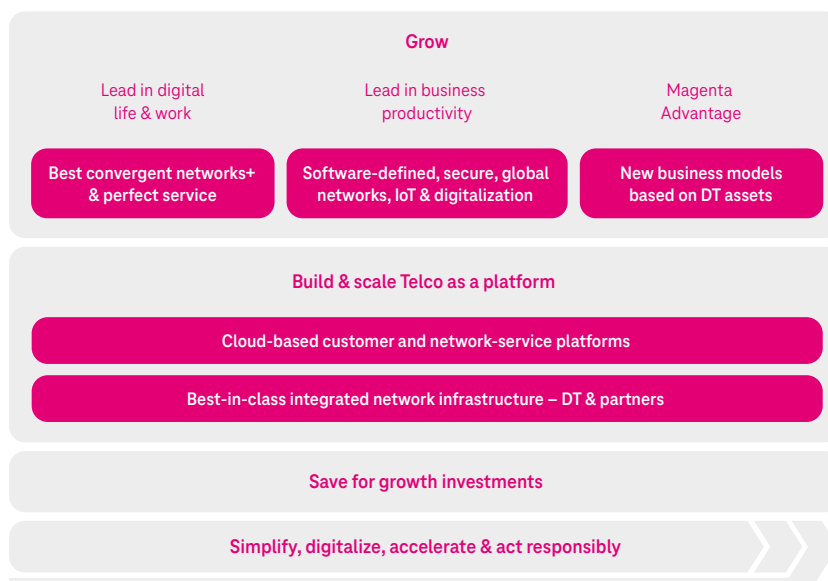 Grow
Lead in digital
life & work
Lead in business
productivity
Magenta
Advantage
Best convergent networks+
& perfect service
Software-defined, secure, global
networks, IoT & digitalization
New business models
based on DT assets
Build & scale Telco as a platform
Cloud-based customer and network-service platforms
Best-in-class integrated network infrastructure – DT & partners
Save for growth investments
Simplify, digitalize, accelerate & act responsibly